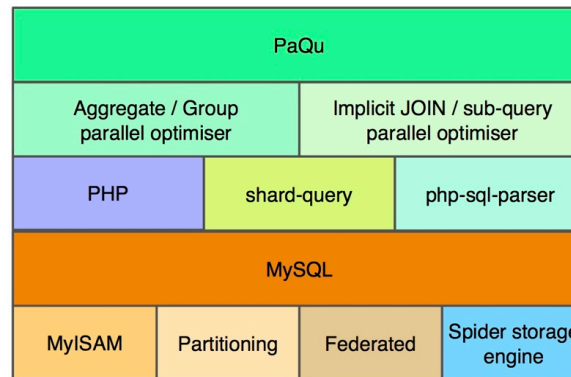 PaQu
Aggregate / Group
parallel optimiser
Implicit JOIN / sub-query
parallel optimiser
PHP
shard-query
php-sql-parser
MySQL
MyISAM
Partitioning
Federated
Spider storage
engine